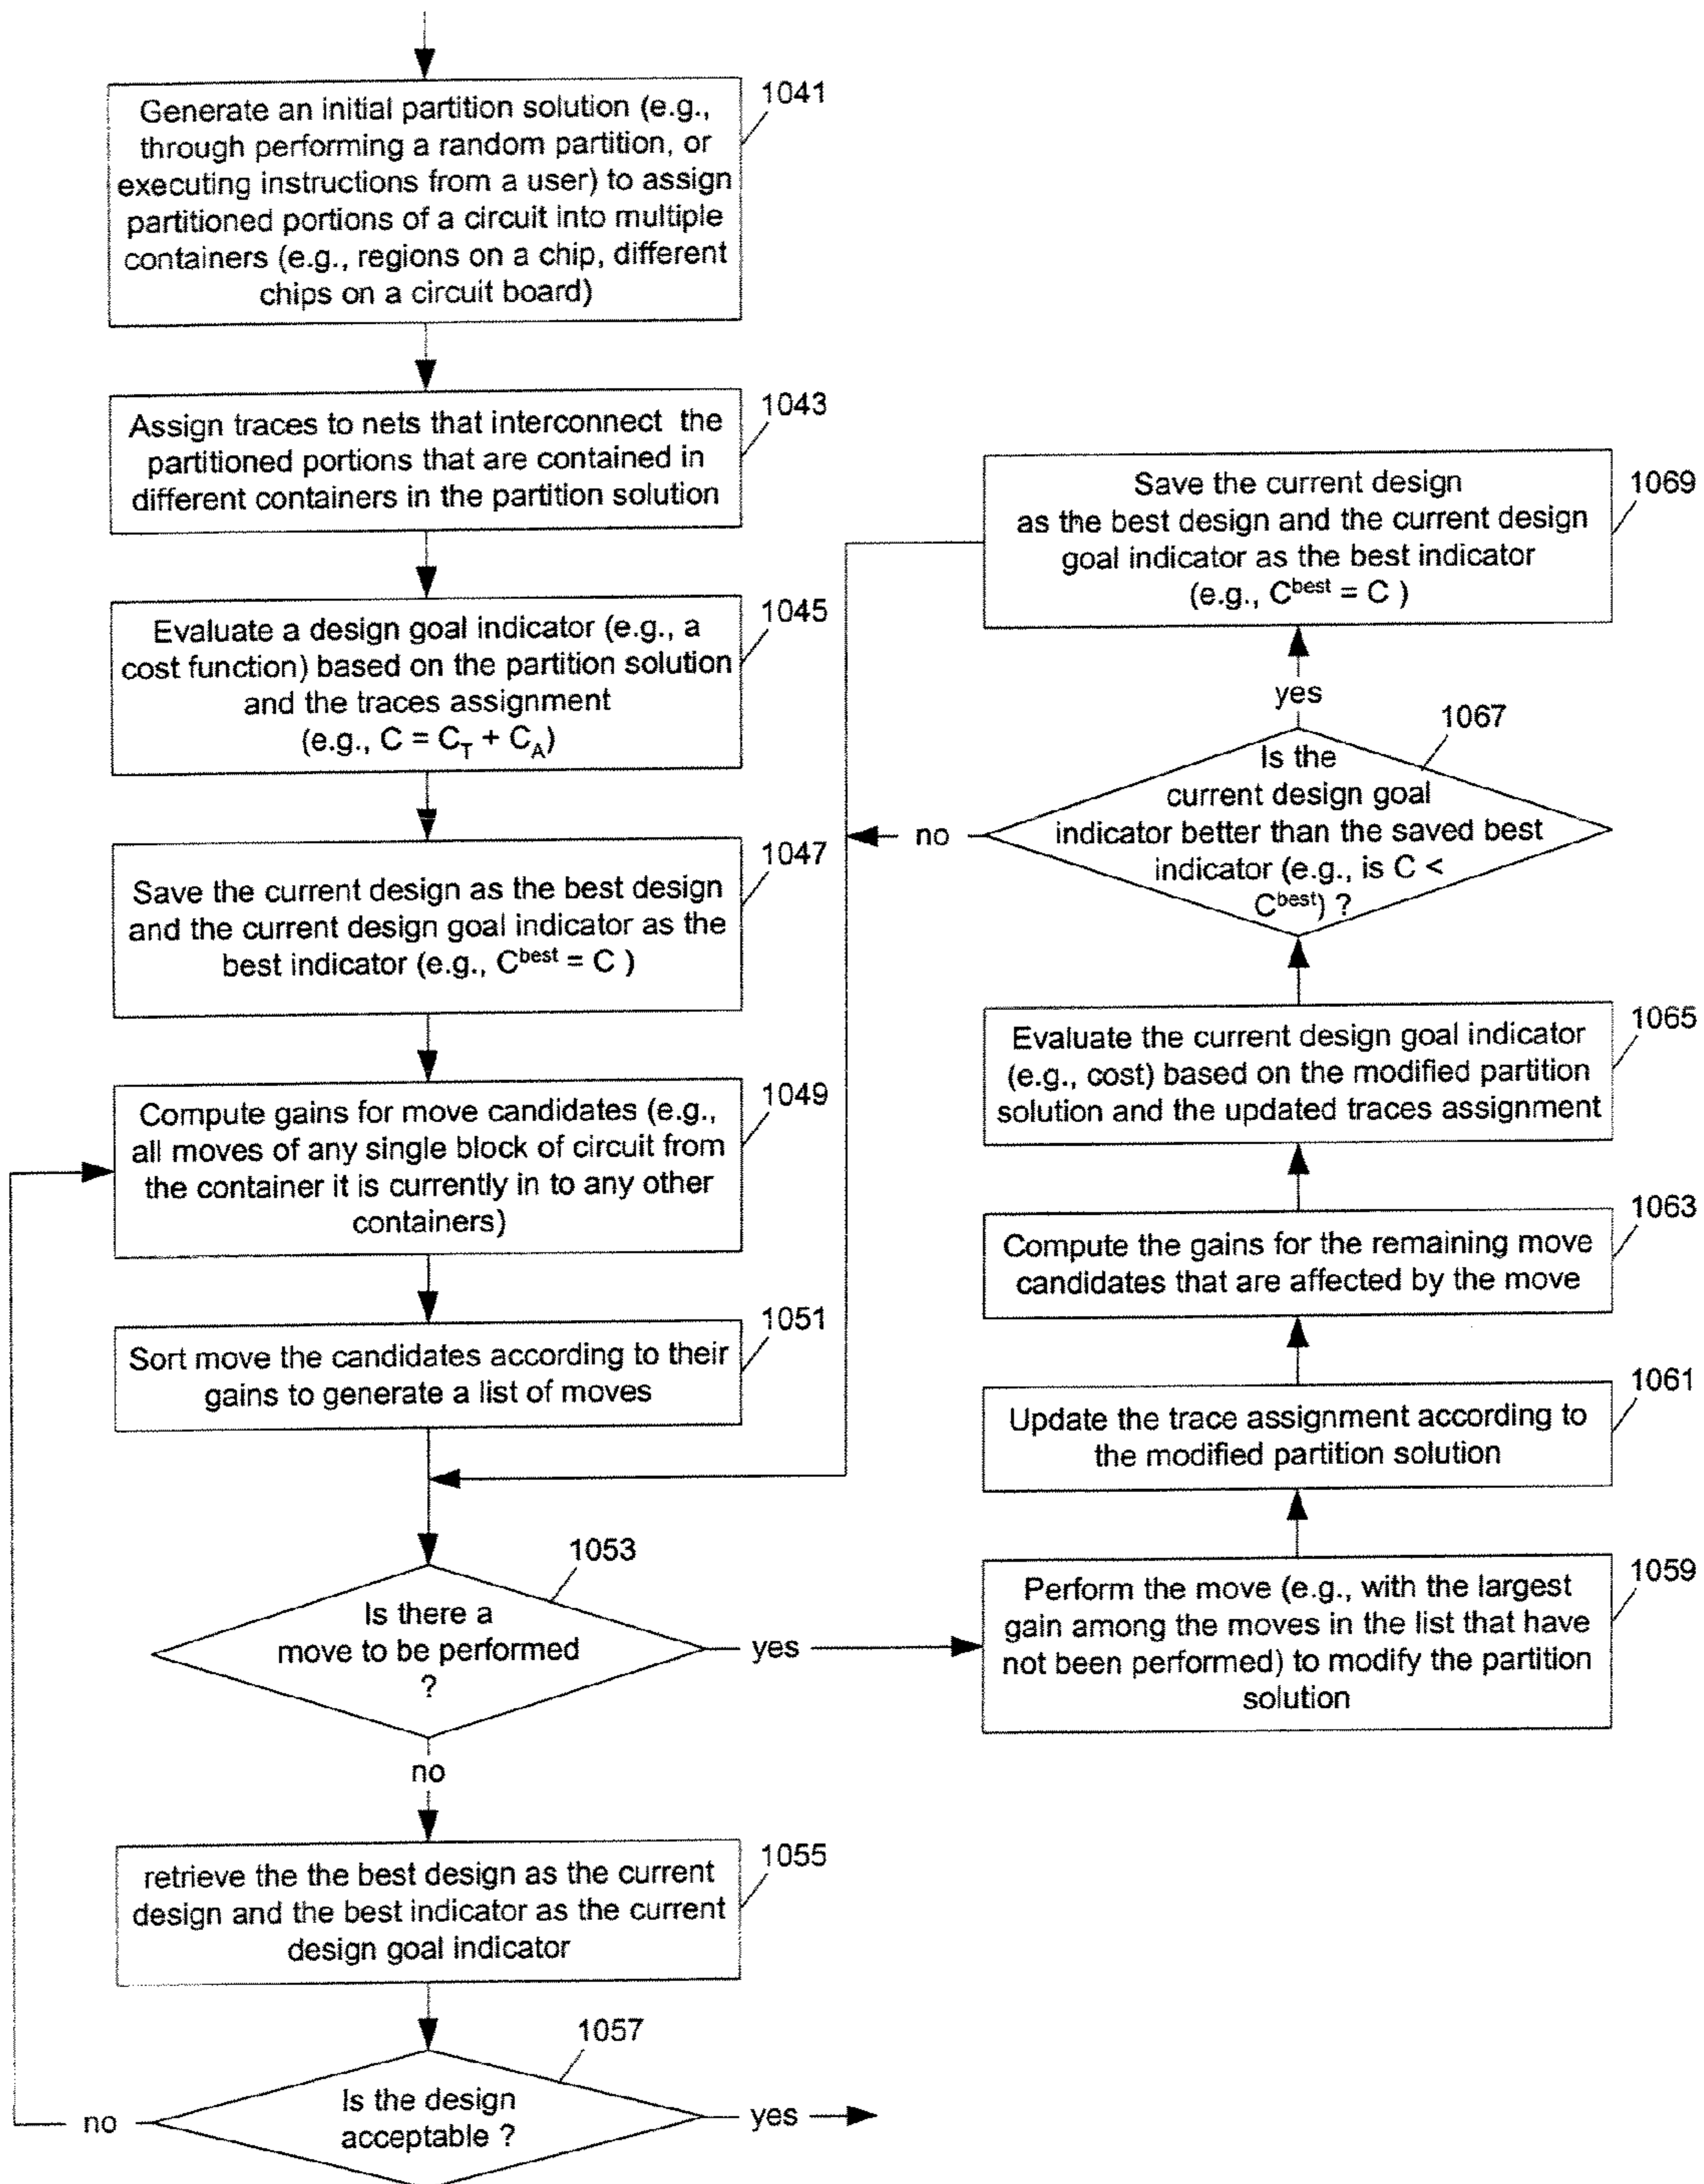 1041
Generate an initial partition solution (e.g.,
through performing a random partition, or
executing instructions from a user) to assign
partitioned portions of a circuit into multiple
containers (e.g., regions on a chip, different
chips on a circuit board)
1043
Assign traces to nets that interconnect the
partitioned portions that are contained in
different containers in the partition solution
1045
Evaluate a design goal indicator (e.g., a
cost function) based on the partition solution
and the traces assignment
(e.g., C = C_T + C_A)
1047
Save the current design as the best design
and the current design goal indicator as the
best indicator (e.g., C^best = C )
1049
Compute gains for move candidates (e.g.,
all moves of any single block of circuit from
the container it is currently in to any other
containers)
1051
Sort move the candidates according to their
gains to generate a list of moves
1053
Is there a
move to be performed
?
yes
no
1055
retrieve the the best design as the current
design and the best indicator as the current
design goal indicator
1057
Is the design
acceptable ?
no
yes
1059
Perform the move (e.g., with the largest
gain among the moves in the list that have
not been performed) to modify the partition
solution
1061
Update the trace assignment according to
the modified partition solution
1063
Compute the gains for the remaining move
candidates that are affected by the move
1065
Evaluate the current design goal indicator
(e.g., cost) based on the modified partition
solution and the updated traces assignment
1067
Is the
current design goal
indicator better than the saved best
indicator (e.g., is C <
C^best) ?
no
yes
1069
Save the current design
as the best design and the current design
goal indicator as the best indicator
(e.g., C^best = C )